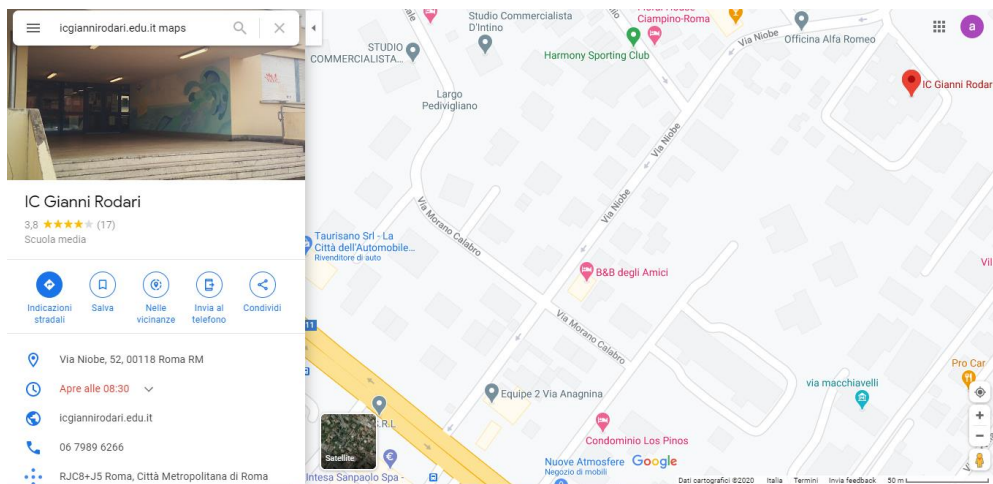 icgiannirodari.edu.it maps
IC Gianni Rodari
3,8 (17)
Scuola media
Indicazioni
stradali
Salva
Nelle
vicinanze
Invia al
telefono
Condividi
Via Niobe, 52, 00118 Roma RM
Apre alle 08:30
icgiannirodari.edu.it
06 7989 6266
RJC8+J5 Roma, Città Metropolitana di Roma
STUDIO
COMMERCIALISTA...
Studio Commercialista
D'Intino
Ciampino-Roma
Harmony Sporting Club
Via Niobe
Officina Alfa Romeo
a
IC Gianni Rodar
Largo
Pedivigliano
Via Niobe
Via Niobe
Via Morano Calabro
Taurisano Srl - La
Città dell'Automobile...
Rivenditore di auto
B&B degli Amici
Vil
11
Via Morano Calabro
Pro Car
via macchiavelli
Equipe 2 Via Anagnina
.R.L
Condominio Los Pinos
Satellite
Nuove Atmosfere
Negozio di mobili
Google
Intesa Sanpaolo Spa -
Dati cartografici ©2020 Italia Termini Invia feedback 50 m